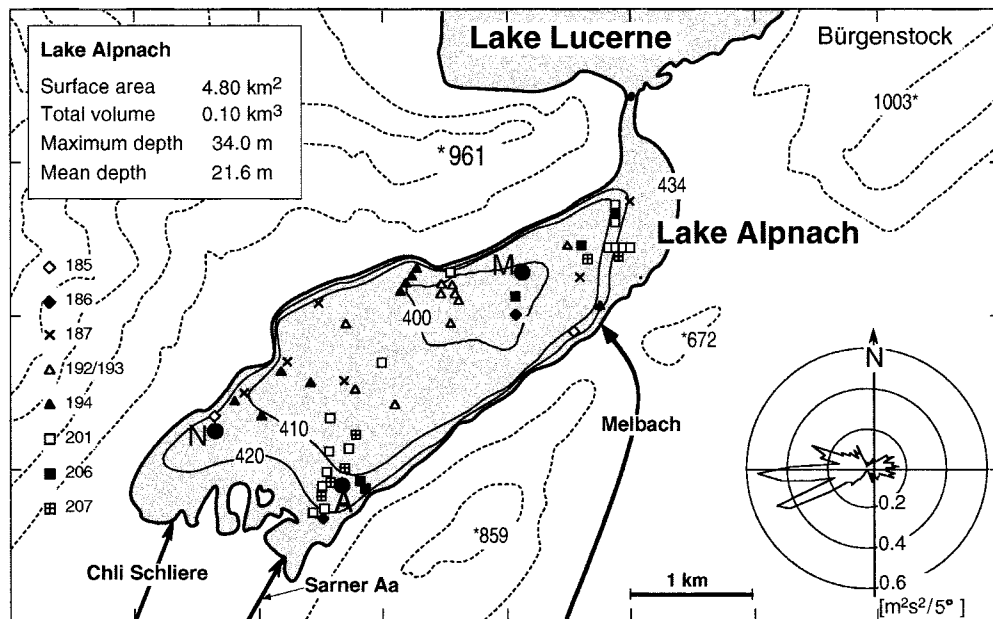 Lake Alpnach
Surface area 4.80 km²
Total volume 0.10 km³
Maximum depth 34.0 m
Mean depth 21.6 m
Lake Lucerne
Bürgenstock
1003*
*961
434
Lake Alpnach
M
400
*672
185
186
187
192/193
194
201
206
207
N
410
420
A
Melbach
*859
Chli Schliere
Sarner Aa
1 km
N
0.2
0.4
0.6
[m²s²/5°]